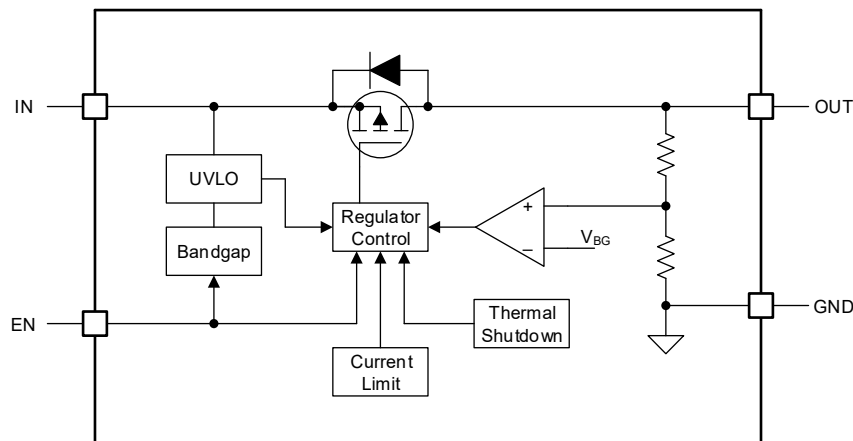 IN
OUT
UVLO
Regulator
Control
+
−
V_BG
Bandgap
EN
GND
Thermal
Shutdown
Current
Limit